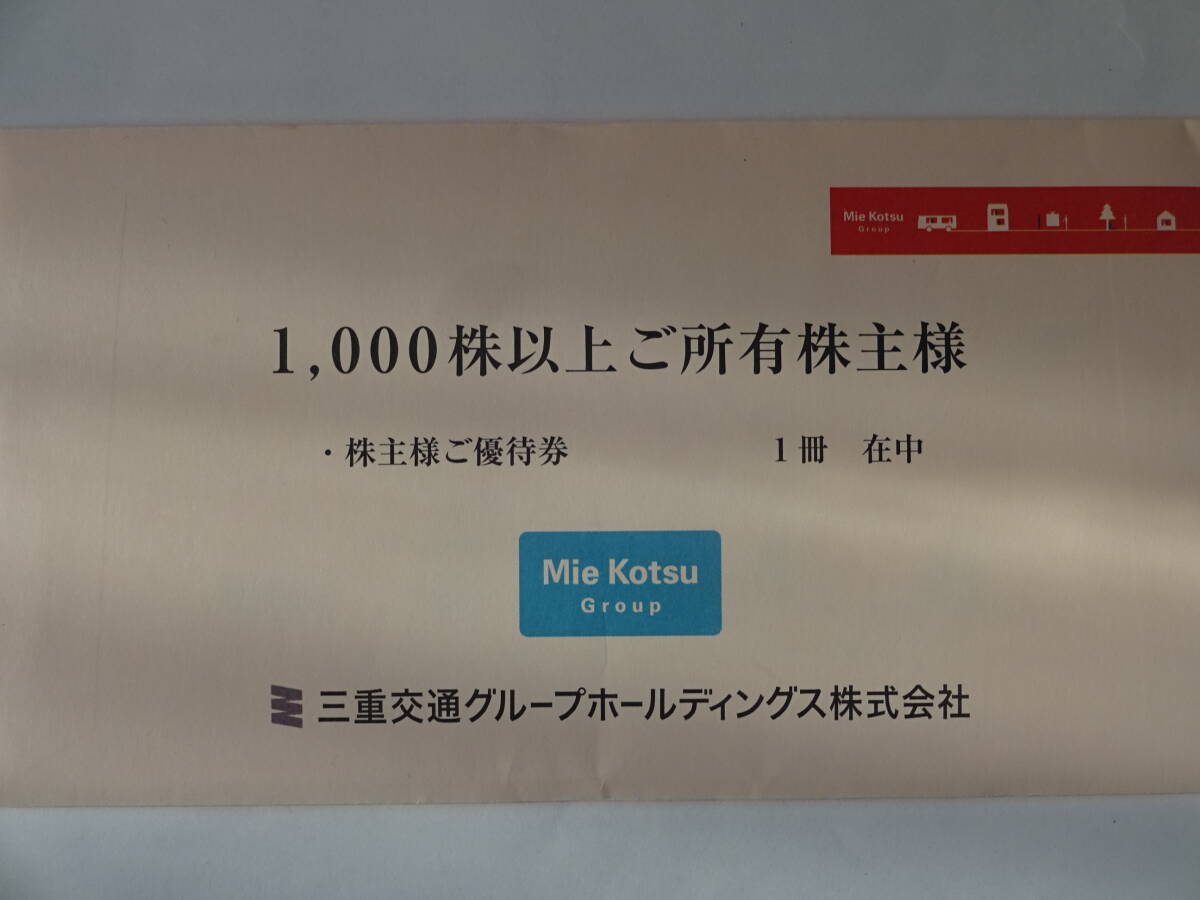 Mie Kotsu
Group
1,000株以上ご所有株主様
・株主様ご優待券　1冊　在中
Mie Kotsu
Group
三重交通グループホールディングス株式会社